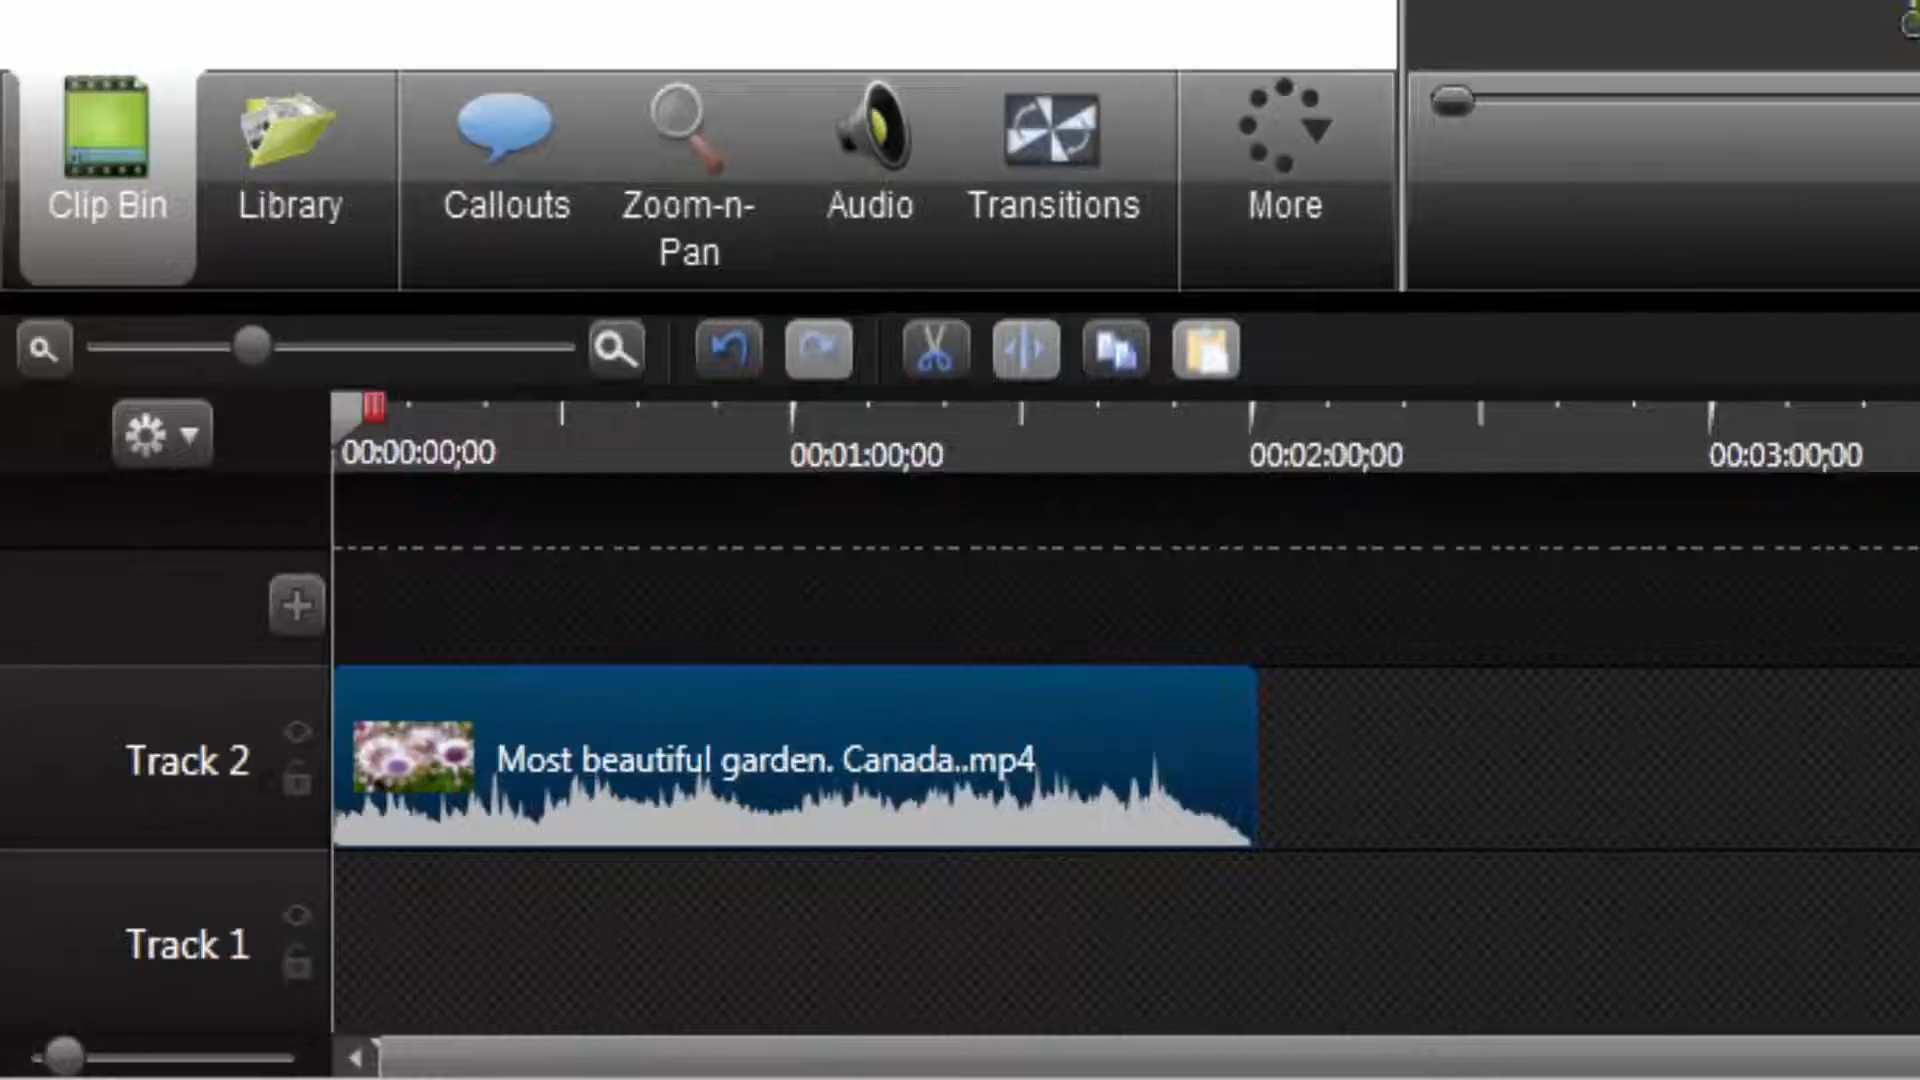 Clip Bin
Library
Callouts
Zoom-n-
Pan
Audio
Transitions
More
00:00:00;00
00:01:00;00
00:02:00;00
00:03:00;00
Track 2
Most beautiful garden. Canada..mp4
Track 1